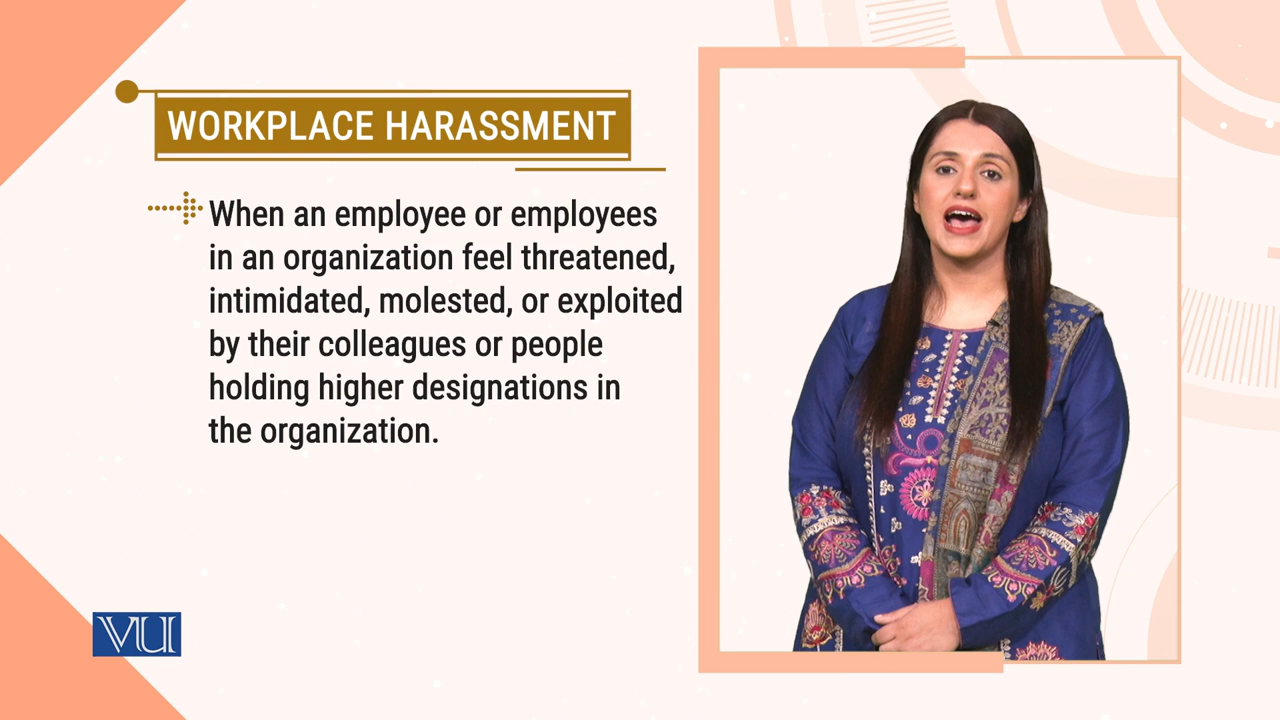 WORKPLACE HARASSMENT
When an employee or employees
in an organization feel threatened,
intimidated, molested, or exploited
by their colleagues or people
holding higher designations in
the organization.
VU